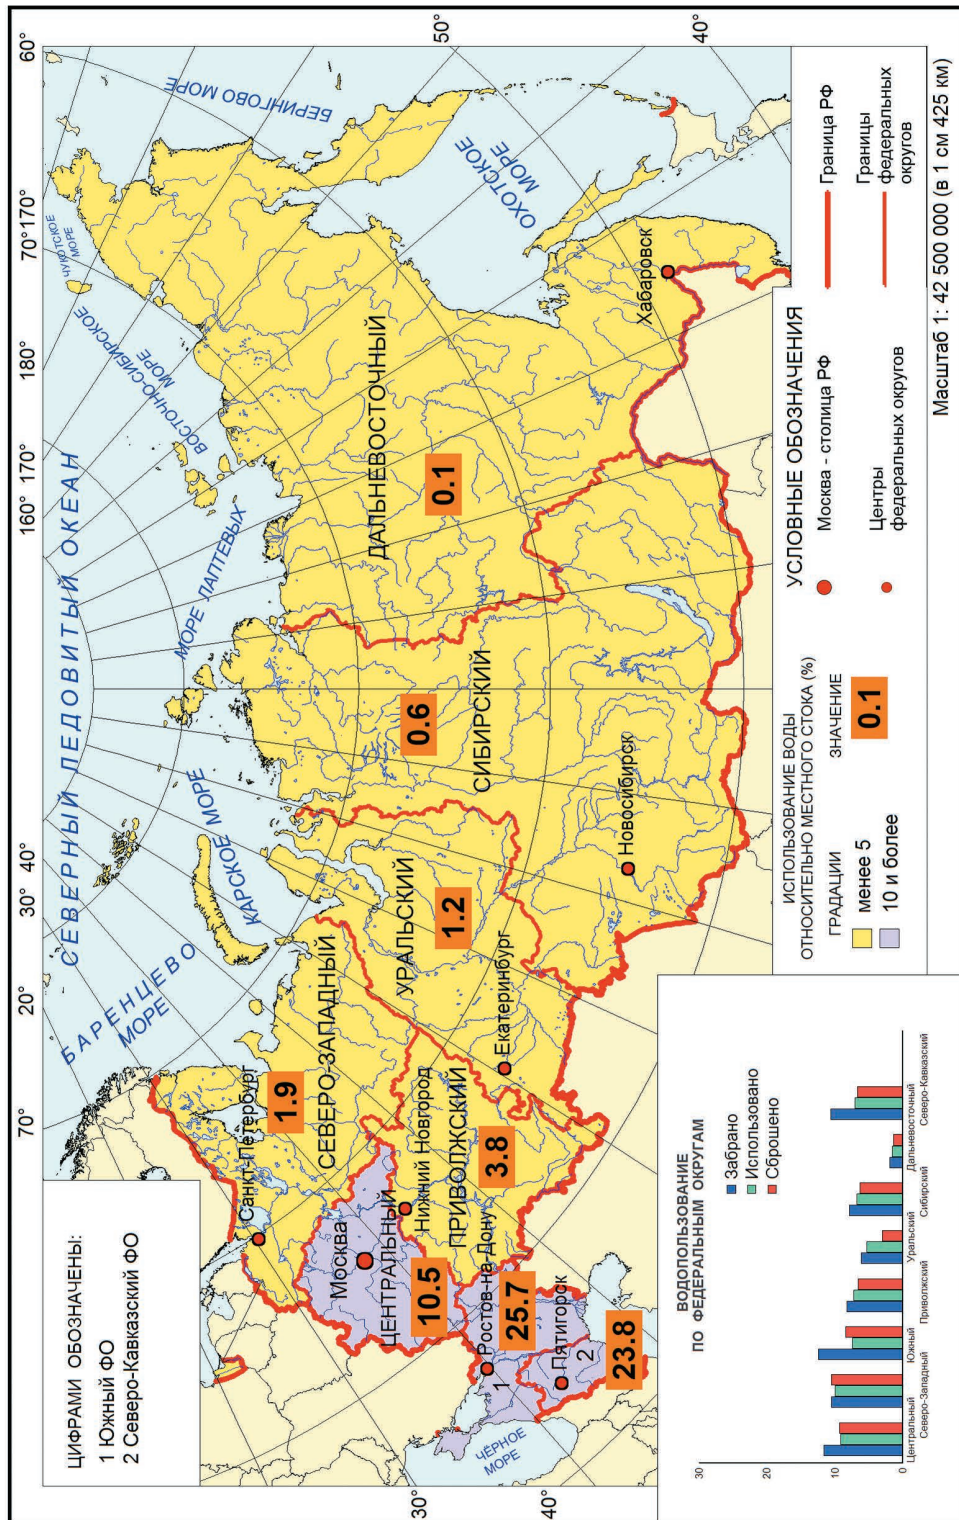 СЕВЕРНЫЙ ЛЕДОВИТЫЙ ОКЕАН
70°
20°
30°
40°
160°
170°
180°
70°
170°
60°
50°
40°
30°
40°
БАРЕНЦЕВО
МОРЕ
КАРСКОЕ МОРЕ
МОРЕ ЛАПТЕВЫХ
ВОСТОЧНО-СИБИРСКОЕ
МОРЕ
ЧУКОТСКОЕ
МОРЕ
БЕРИНГОВО МОРЕ
ОХОТСКОЕ
МОРЕ
ЧЁРНОЕ
МОРЕ
ЦИФРАМИ ОБОЗНАЧЕНЫ:
1 Южный ФО
2 Северо-Кавказский ФО
Санкт-Петербург
1.9
СЕВЕРО-ЗАПАДНЫЙ
Москва
ЦЕНТРАЛЬНЫЙ
10.5
Нижний Новгород
ПРИВОЛЖСКИЙ
3.8
Ростов-на-Дону
25.7
1
Пятигорск
2
23.8
УРАЛЬСКИЙ
1.2
Екатеринбург
0.6
СИБИРСКИЙ
Новосибирск
ДАЛЬНЕВОСТОЧНЫЙ
0.1
Хабаровск
ВОДОПОЛЬЗОВАНИЕ
ПО ФЕДЕРАЛЬНЫМ ОКРУГАМ
Забрано
Использовано
Сброшено
30
20
10
0
Центральный
Северо-Западный
Южный
Приволжский
Уральский
Сибирский
Дальневосточный
Северо-Кавказский
УСЛОВНЫЕ ОБОЗНАЧЕНИЯ
ИСПОЛЬЗОВАНИЕ ВОДЫ
ОТНОСИТЕЛЬНО МЕСТНОГО СТОКА (%)
ГРАДАЦИИ
ЗНАЧЕНИЕ
менее 5
10 и более
0.1
Москва - столица РФ
Центры
федеральных округов
Граница РФ
Границы
федеральных
округов
Масштаб 1: 42 500 000 (в 1 см 425 км)